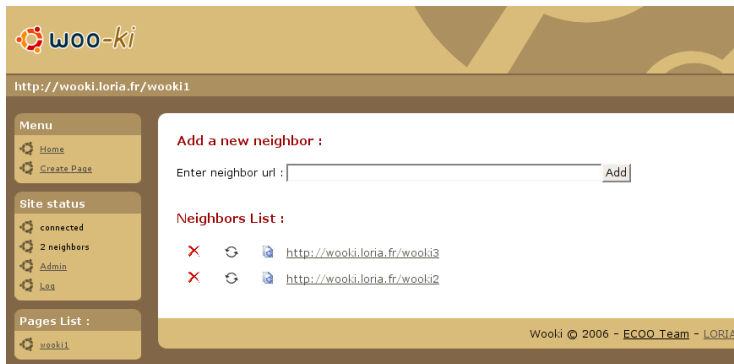 woo-ki
http://wooki.loria.fr/wooki1
Menu
Home
Create Page
Site status
connected
2 neighbors
Admin
Log
Pages List :
wooki1
Add a new neighbor :
Enter neighbor url :
Add
Neighbors List :
http://wooki.loria.fr/wooki3
http://wooki.loria.fr/wooki2
Wooki © 2006 - ECOO Team - LORIA